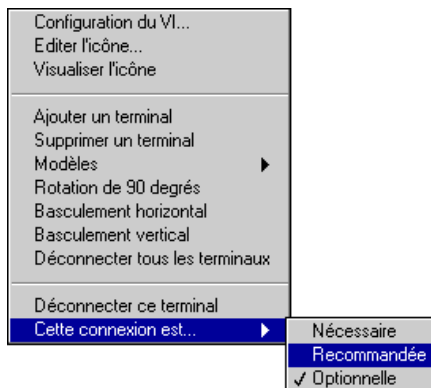 Configuration du VI...
Editer l'icône...
Visualiser l'icône
Ajouter un terminal
Supprimer un terminal
Modèles
Rotation de 90 degrés
Basculement horizontal
Basculement vertical
Déconnecter tous les terminaux
Déconnecter ce terminal
Cette connexion est...
Nécessaire
Recommandée
Optionnelle